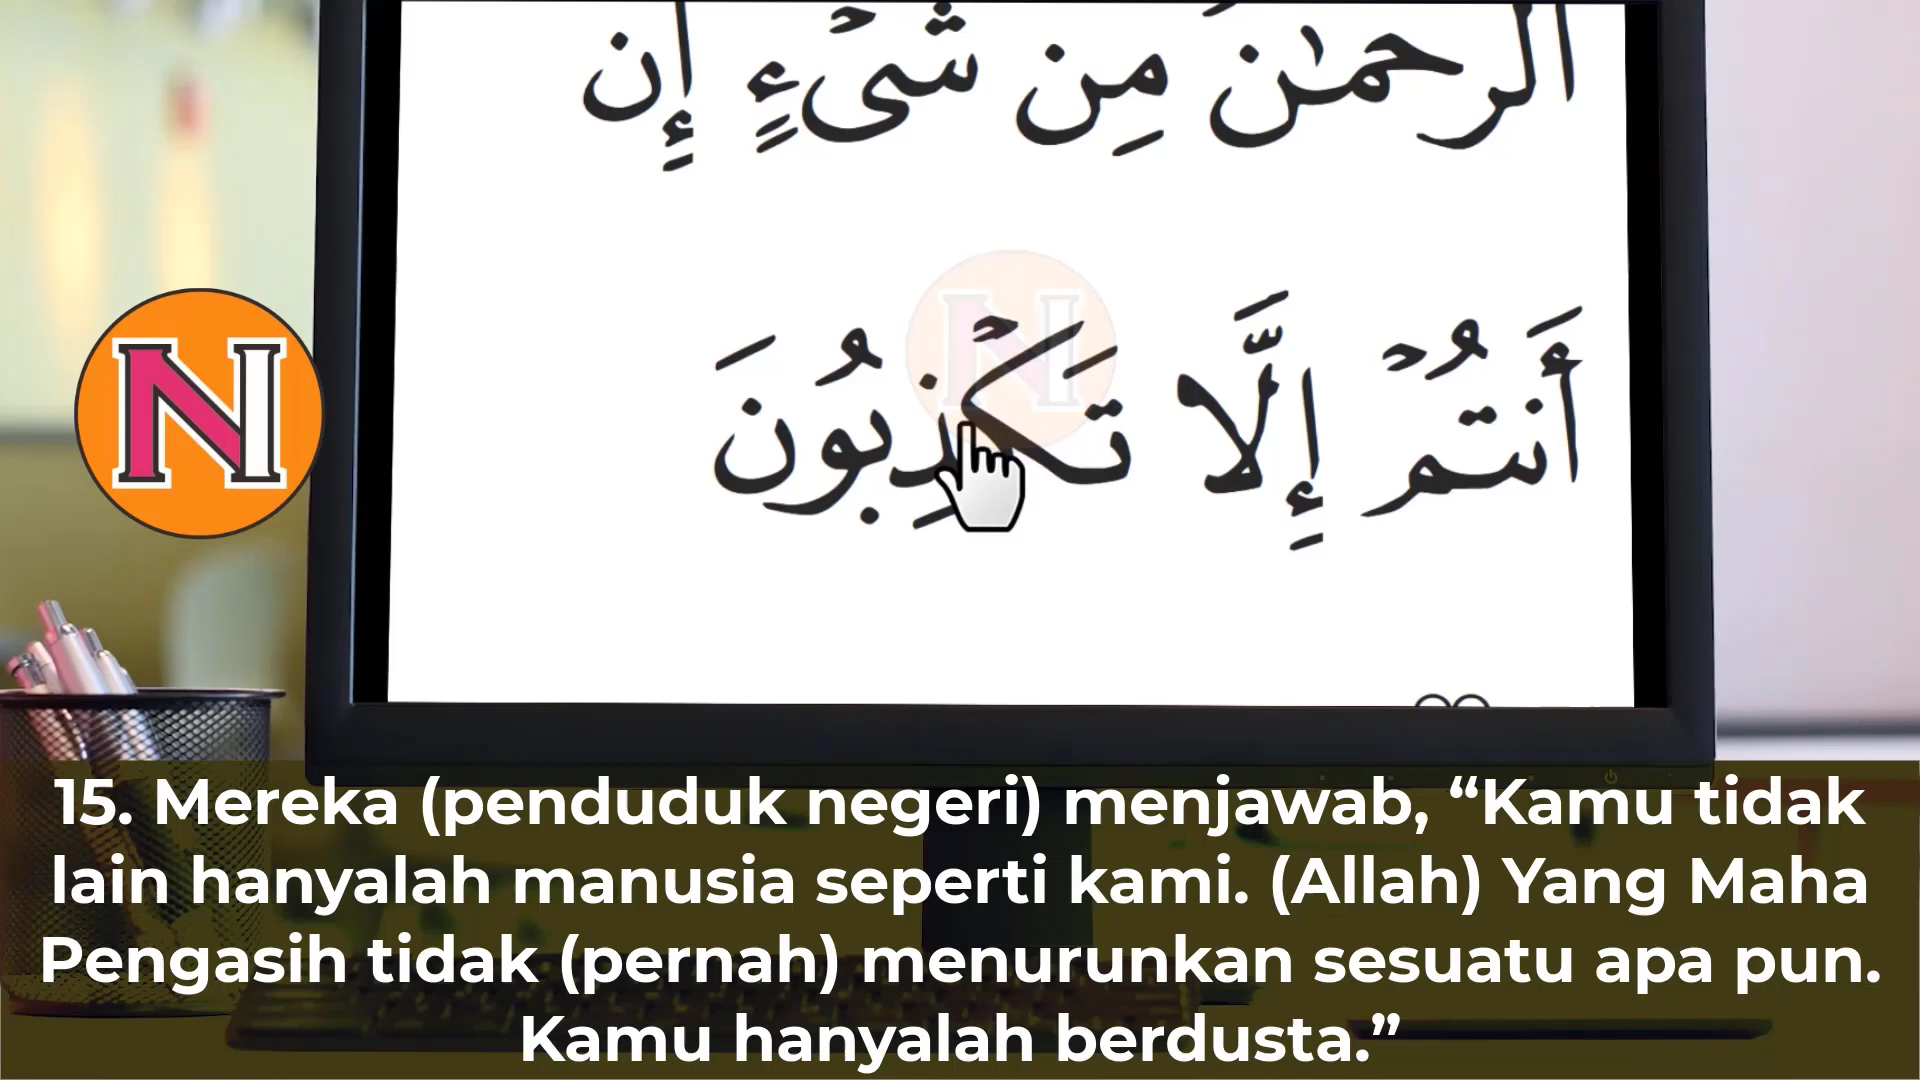 ٱلرَّحْمَٰنُ مِن شَىْءٍ إِنْ
أَنتُمْ إِلَّا تَكْذِبُونَ
N
N
15. Mereka (penduduk negeri) menjawab, “Kamu tidak
lain hanyalah manusia seperti kami. (Allah) Yang Maha
Pengasih tidak (pernah) menurunkan sesuatu apa pun.
Kamu hanyalah berdusta.”